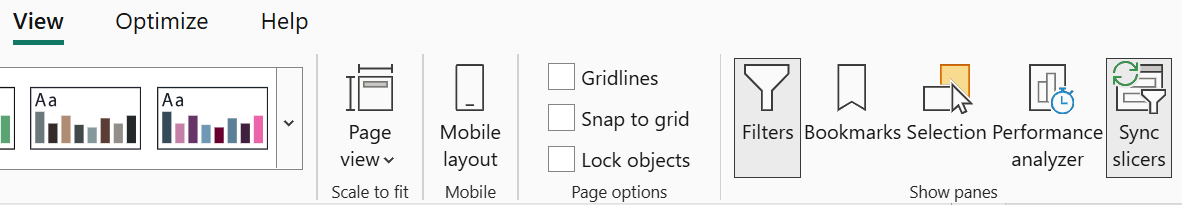 View Optimize Help
Aa Aa
Page view
Mobile layout
Gridlines
Snap to grid
Lock objects
Filters
Bookmarks
Selection
Performance analyzer
Sync slicers
Scale to fit
Mobile
Page options
Show panes